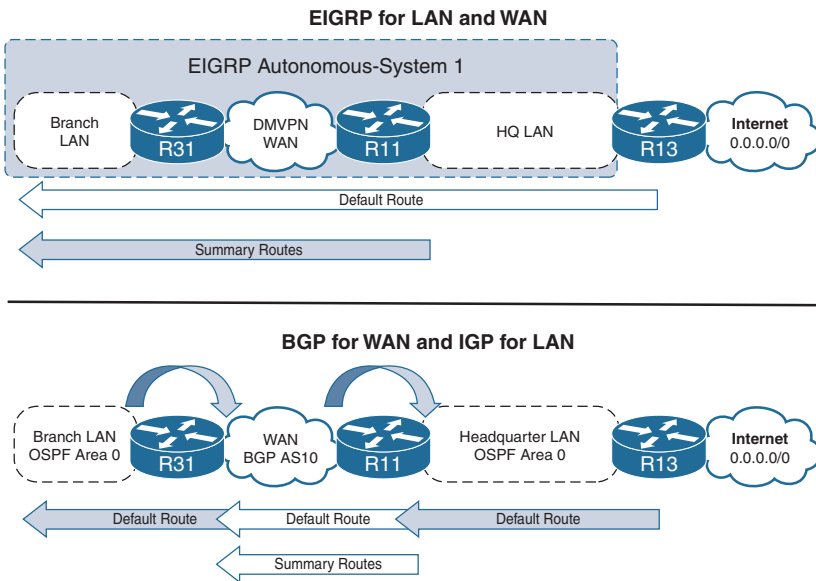 EIGRP for LAN and WAN
EIGRP Autonomous-System 1
Branch
LAN
R31
DMVPN
WAN
R11
HQ LAN
R13
Internet
0.0.0.0/0
Default Route
Summary Routes
BGP for WAN and IGP for LAN
Branch LAN
OSPF Area 0
R31
WAN
BGP AS10
R11
Headquarter LAN
OSPF Area 0
R13
Internet
0.0.0.0/0
Default Route
Default Route
Default Route
Summary Routes